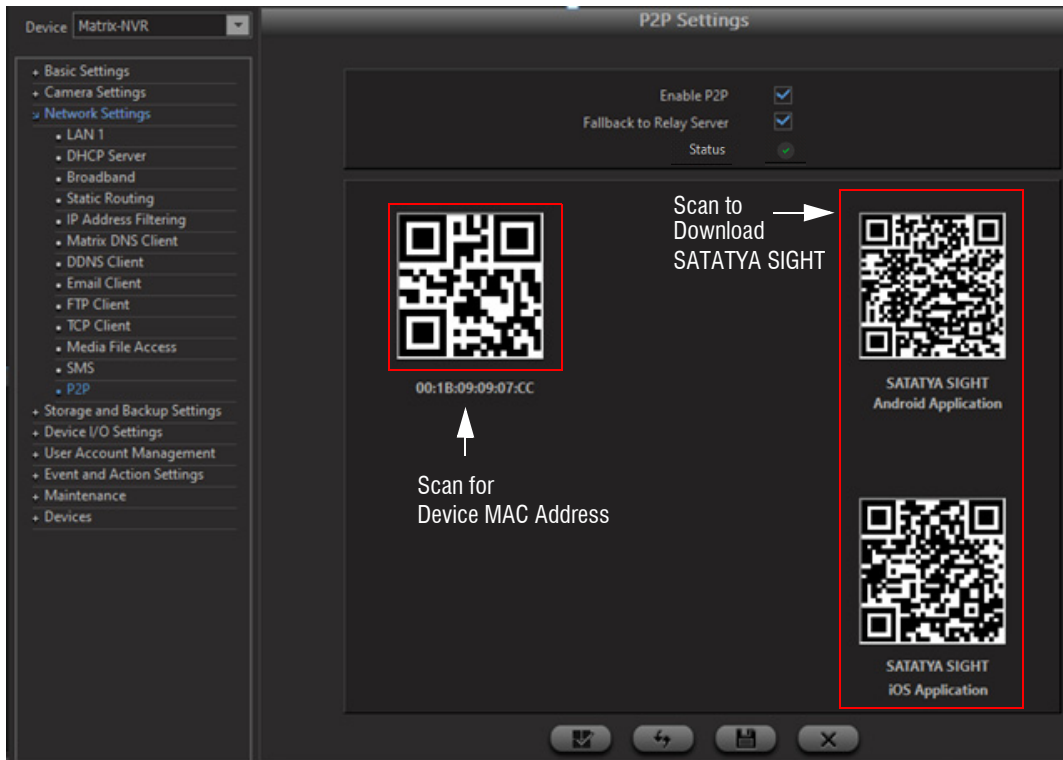 Device Matrix-NVR
P2P Settings
+ Basic Settings
+ Camera Settings
Network Settings
LAN 1
DHCP Server
Broadband
Static Routing
IP Address Filtering
Matrix DNS Client
DDNS Client
Email Client
FTP Client
TCP Client
Media File Access
SMS
P2P
+ Storage and Backup Settings
+ Device I/O Settings
+ User Account Management
+ Event and Action Settings
+ Maintenance
+ Devices
Enable P2P
Fallback to Relay Server
Status
00:1B:09:09:07:CC
Scan for
Device MAC Address
Scan to
Download
SATATYA SIGHT
SATATYA SIGHT
Android Application
SATATYA SIGHT
iOS Application